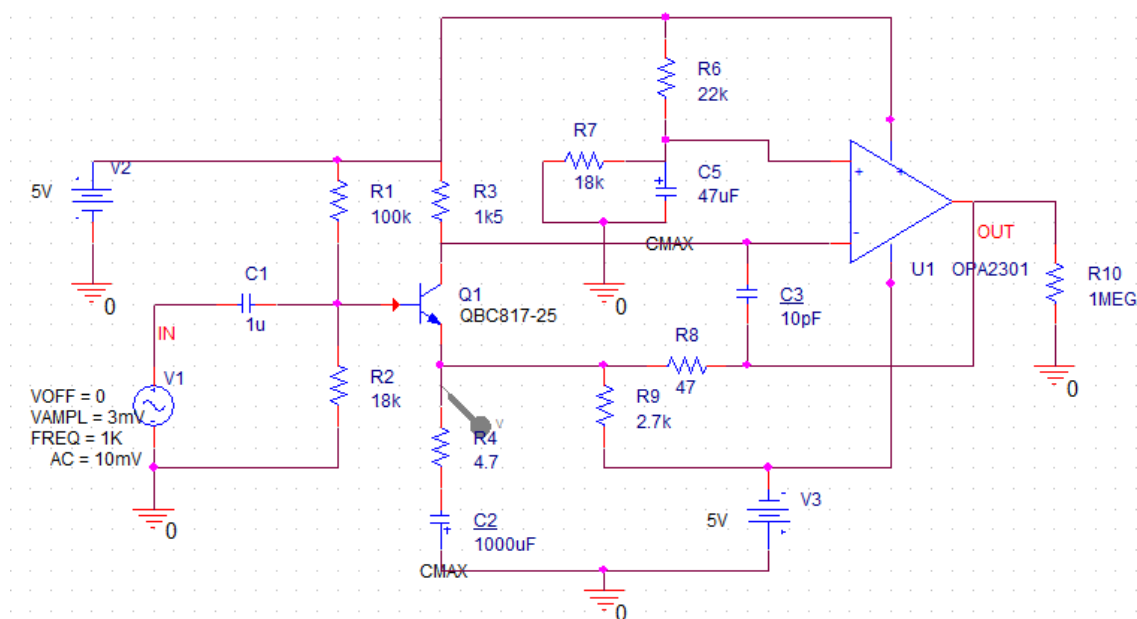 R6
22k
R7
18k
C5
47uF
V2
5V
R1
100k
R3
1k5
+
+
-
OUT
U1 OPA2301
CMAX
R10
1MEG
0
0
0
C1
1u
Q1
QBC817-25
C3
10pF
IN
V1
R8
47
R2
18k
R9
2.7k
VOFF = 0
VAMPL = 3mV
FREQ = 1K
AC = 10mV
V
R4
4.7
V3
5V
0
C2
1000uF
CMAX
0